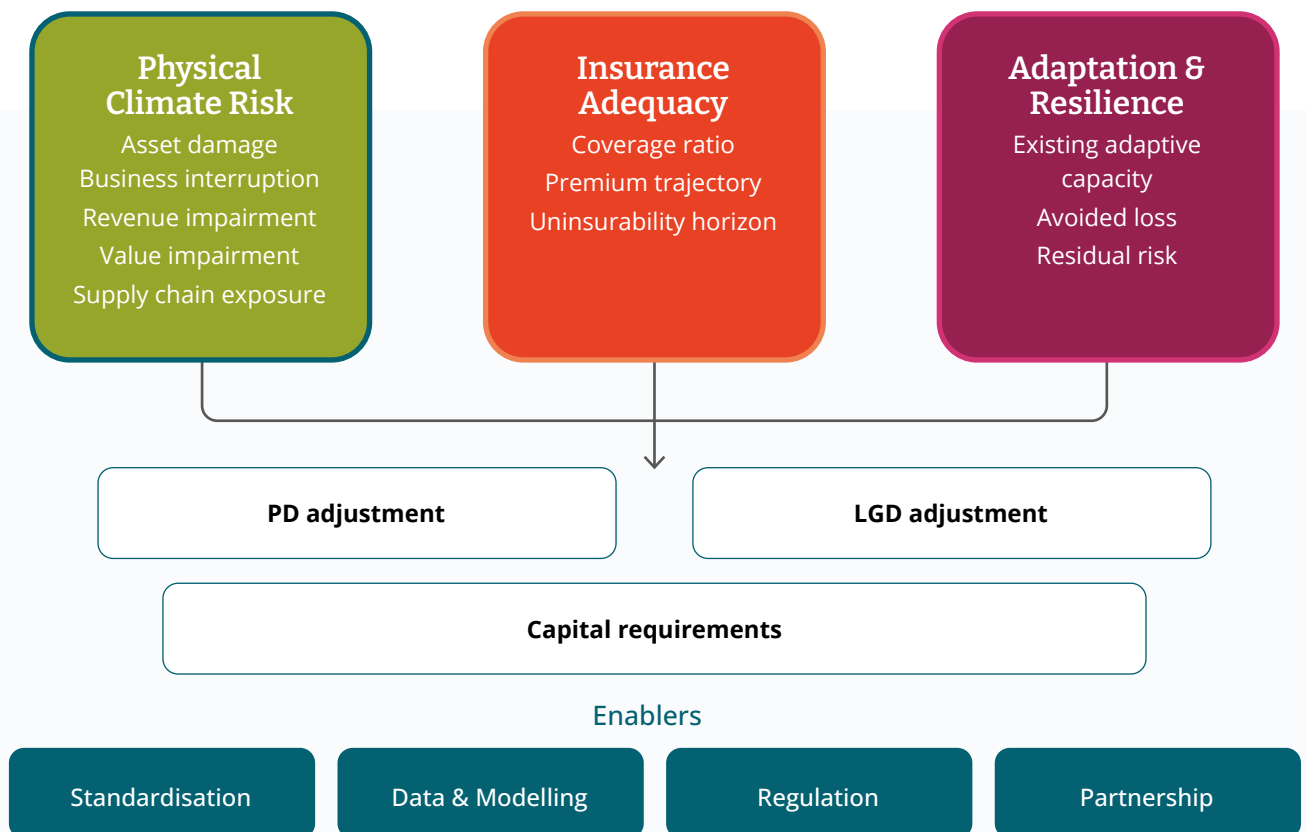 Physical
Climate Risk
Asset damage
Business interruption
Revenue impairment
Value impairment
Supply chain exposure
Insurance
Adequacy
Coverage ratio
Premium trajectory
Uninsurability horizon
Adaptation &
Resilience
Existing adaptive
capacity
Avoided loss
Residual risk
PD adjustment
LGD adjustment
Capital requirements
Enablers
Standardisation
Data & Modelling
Regulation
Partnership